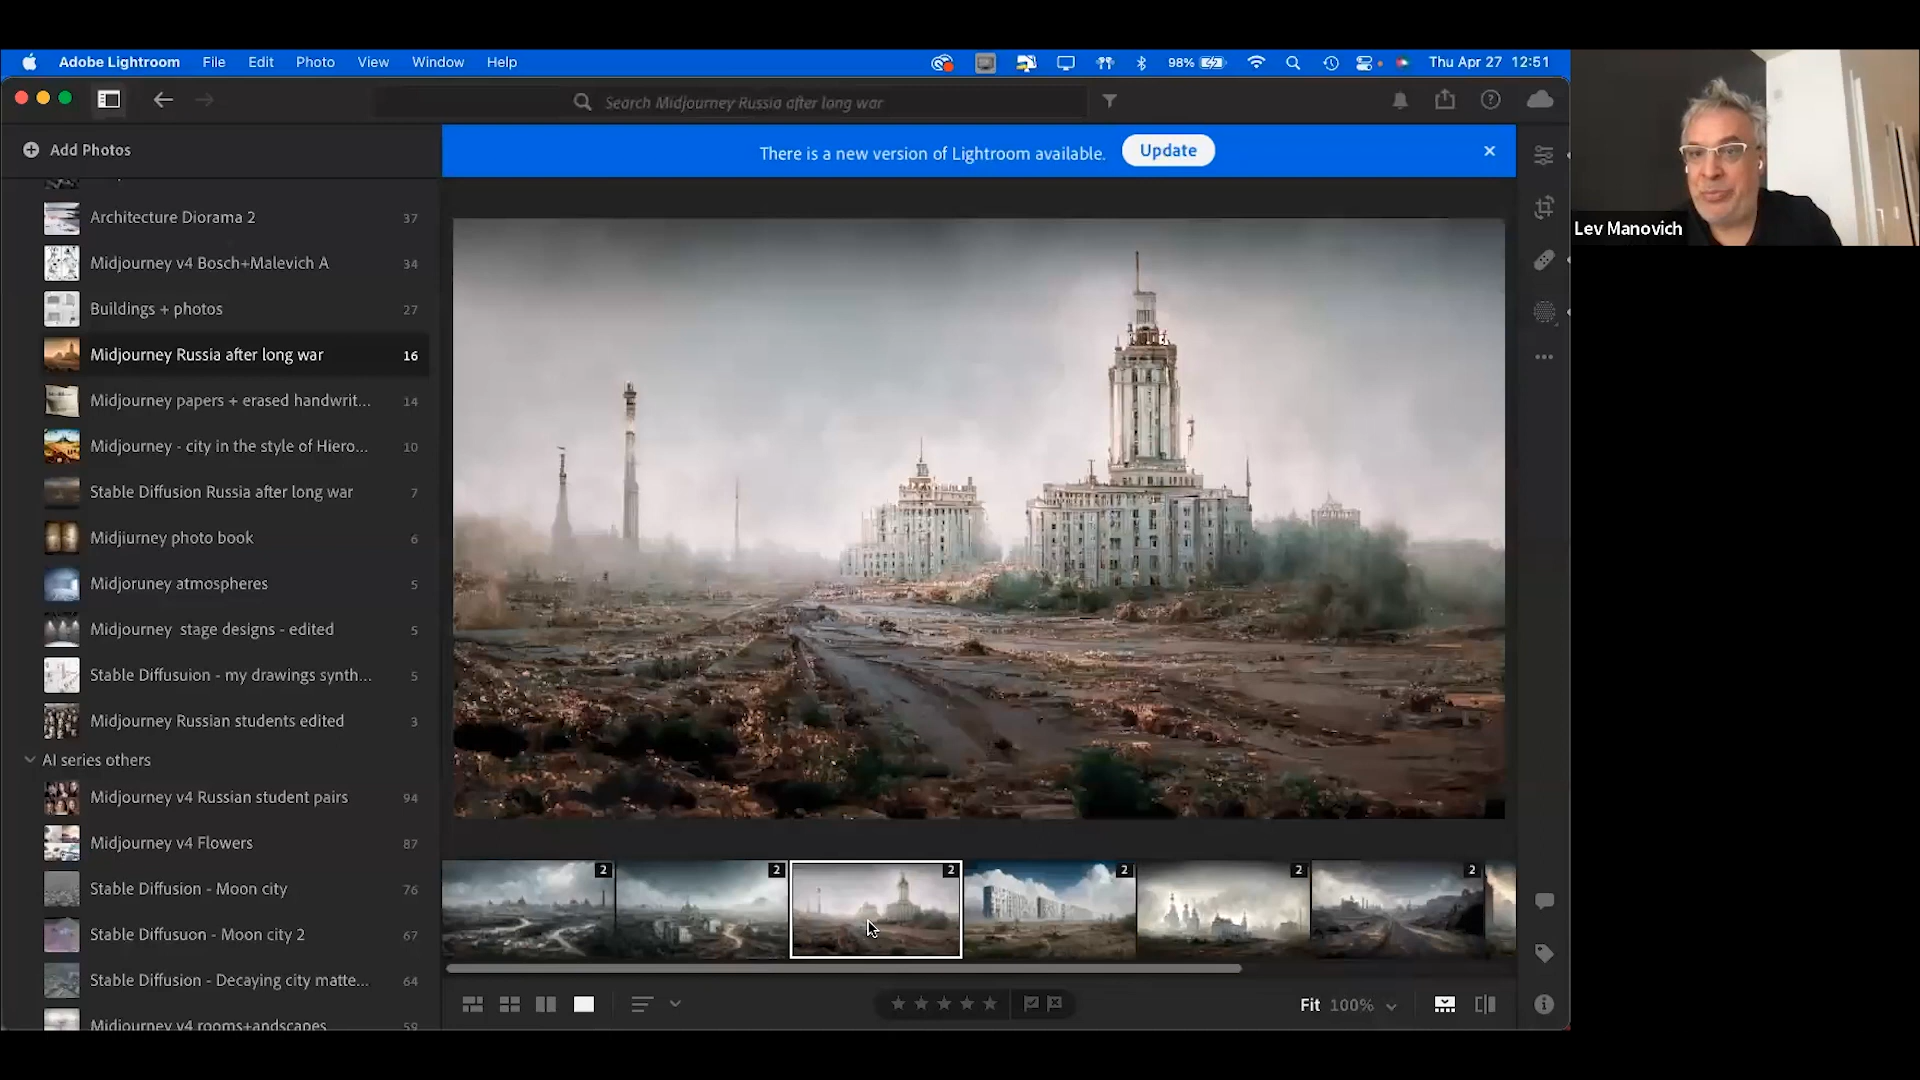 Adobe Lightroom File Edit Photo View Window Help 98% Thu Apr 27 12:51
Search Midjourney Russia after long war
Add Photos
There is a new version of Lightroom available. Update
Architecture Diorama 2 37
Midjourney v4 Bosch+Malevich A 34
Buildings + photos 27
Midjourney Russia after long war 16
Midjourney papers + erased handwrit... 14
Midjourney - city in the style of Hiero... 10
Stable Diffusion Russia after long war 7
Midjiurney photo book 6
Midjoruney atmospheres 5
Midjourney stage designs - edited 5
Stable Diffusuion - my drawings synth... 5
Midjourney Russian students edited 3
AI series others
Midjourney v4 Russian student pairs 94
Midjourney v4 Flowers 87
Stable Diffusion - Moon city 76
Stable Diffusuon - Moon city 2 67
Stable Diffusion - Decaying city matte... 64
Midjourney v4 rooms+andscapes 59
2 2 2 2 2 2
Fit 100%
Lev Manovich